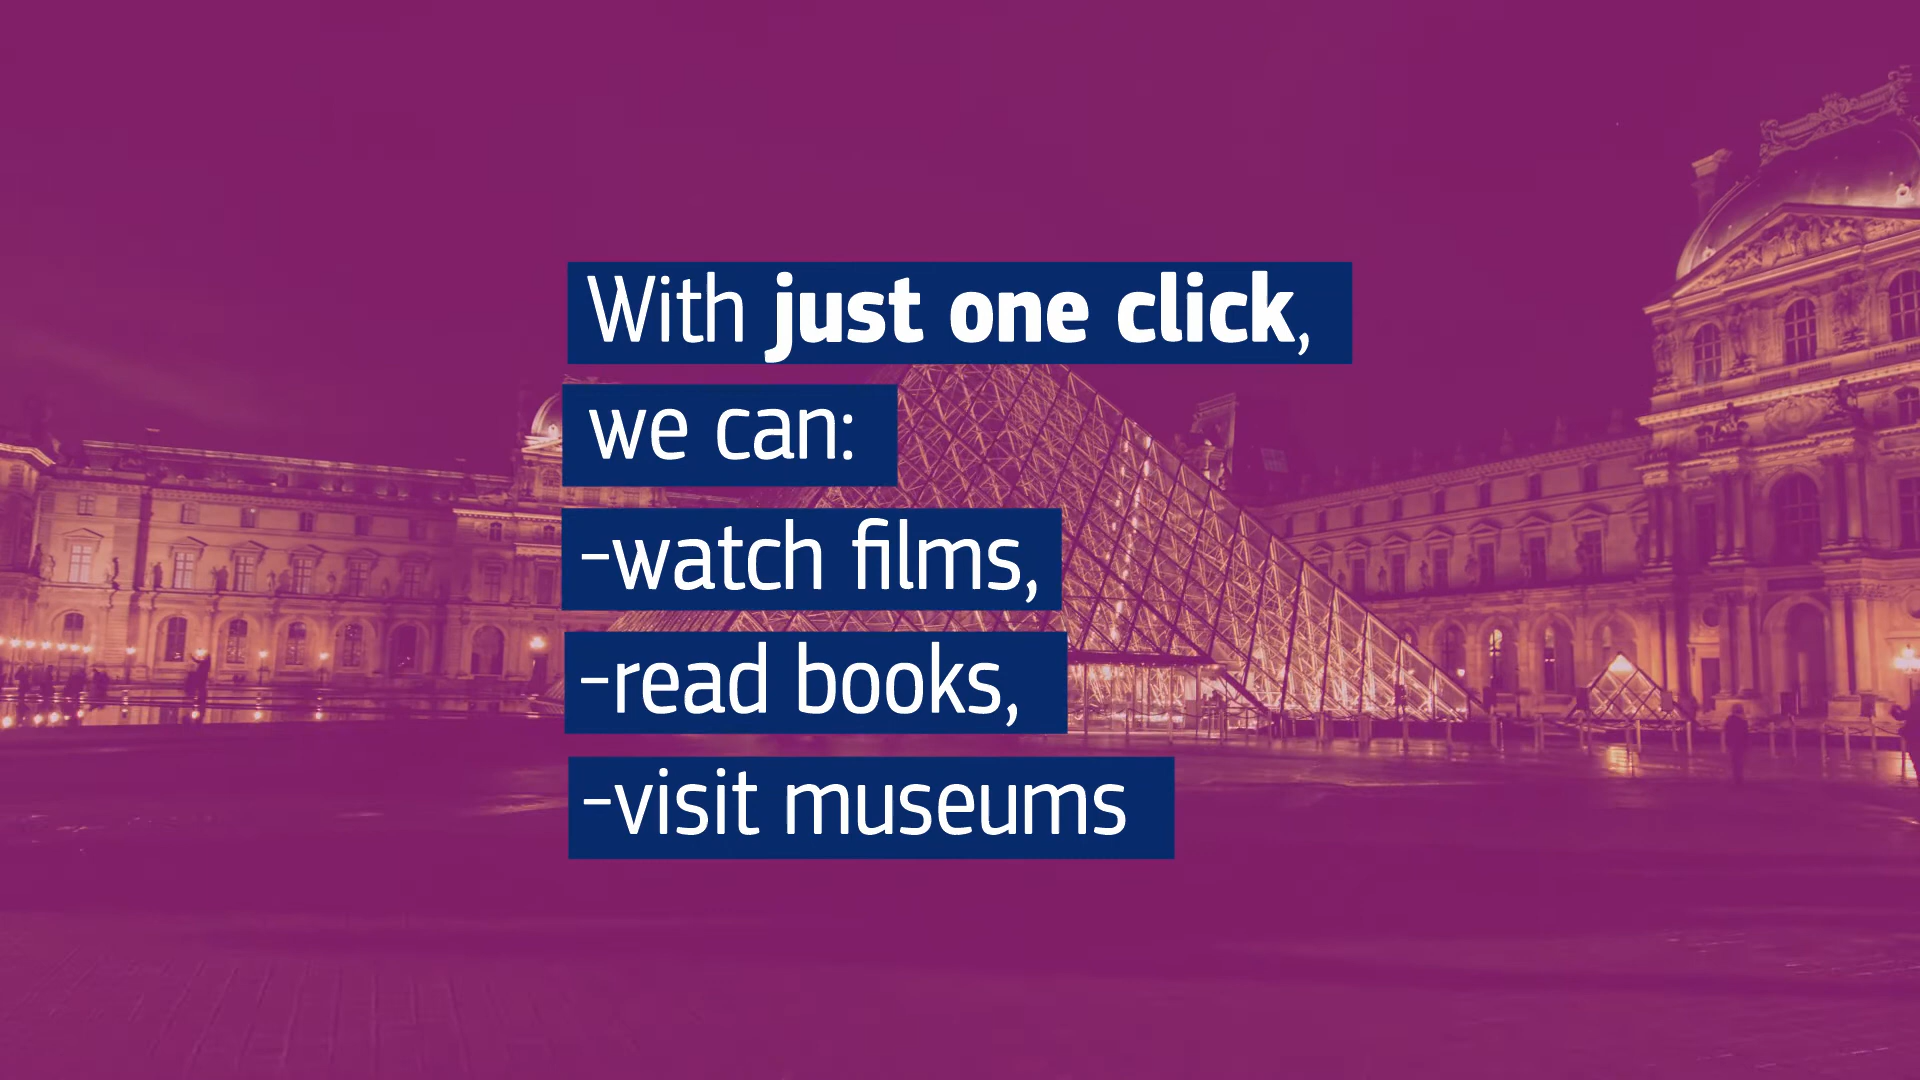 With just one click,
we can:
-watch films,
-read books,
-visit museums